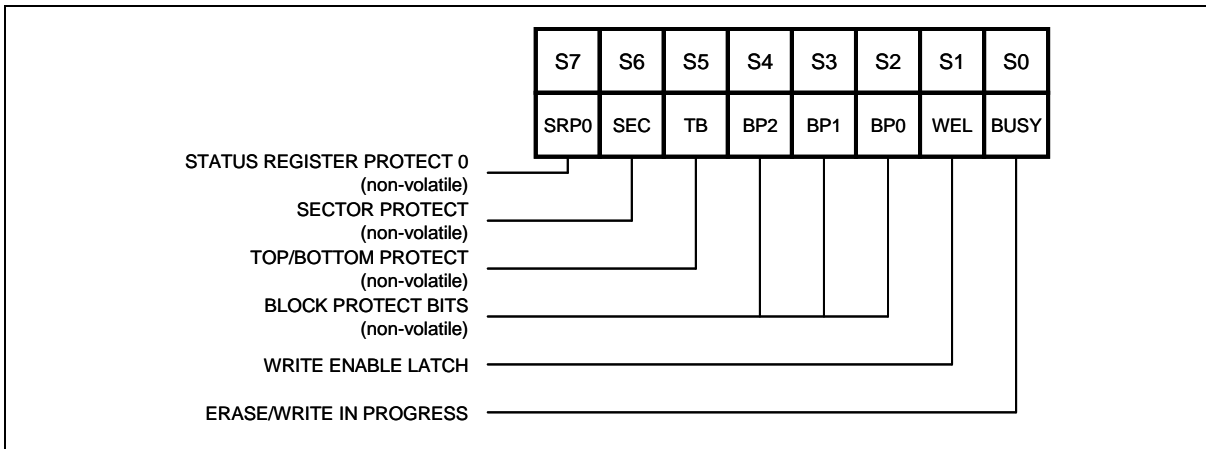 S7 S6 S5 S4 S3 S2 S1 S0
SRP0 SEC TB BP2 BP1 BP0 WEL BUSY
STATUS REGISTER PROTECT 0
(non-volatile)
SECTOR PROTECT
(non-volatile)
TOP/BOTTOM PROTECT
(non-volatile)
BLOCK PROTECT BITS
(non-volatile)
WRITE ENABLE LATCH
ERASE/WRITE IN PROGRESS